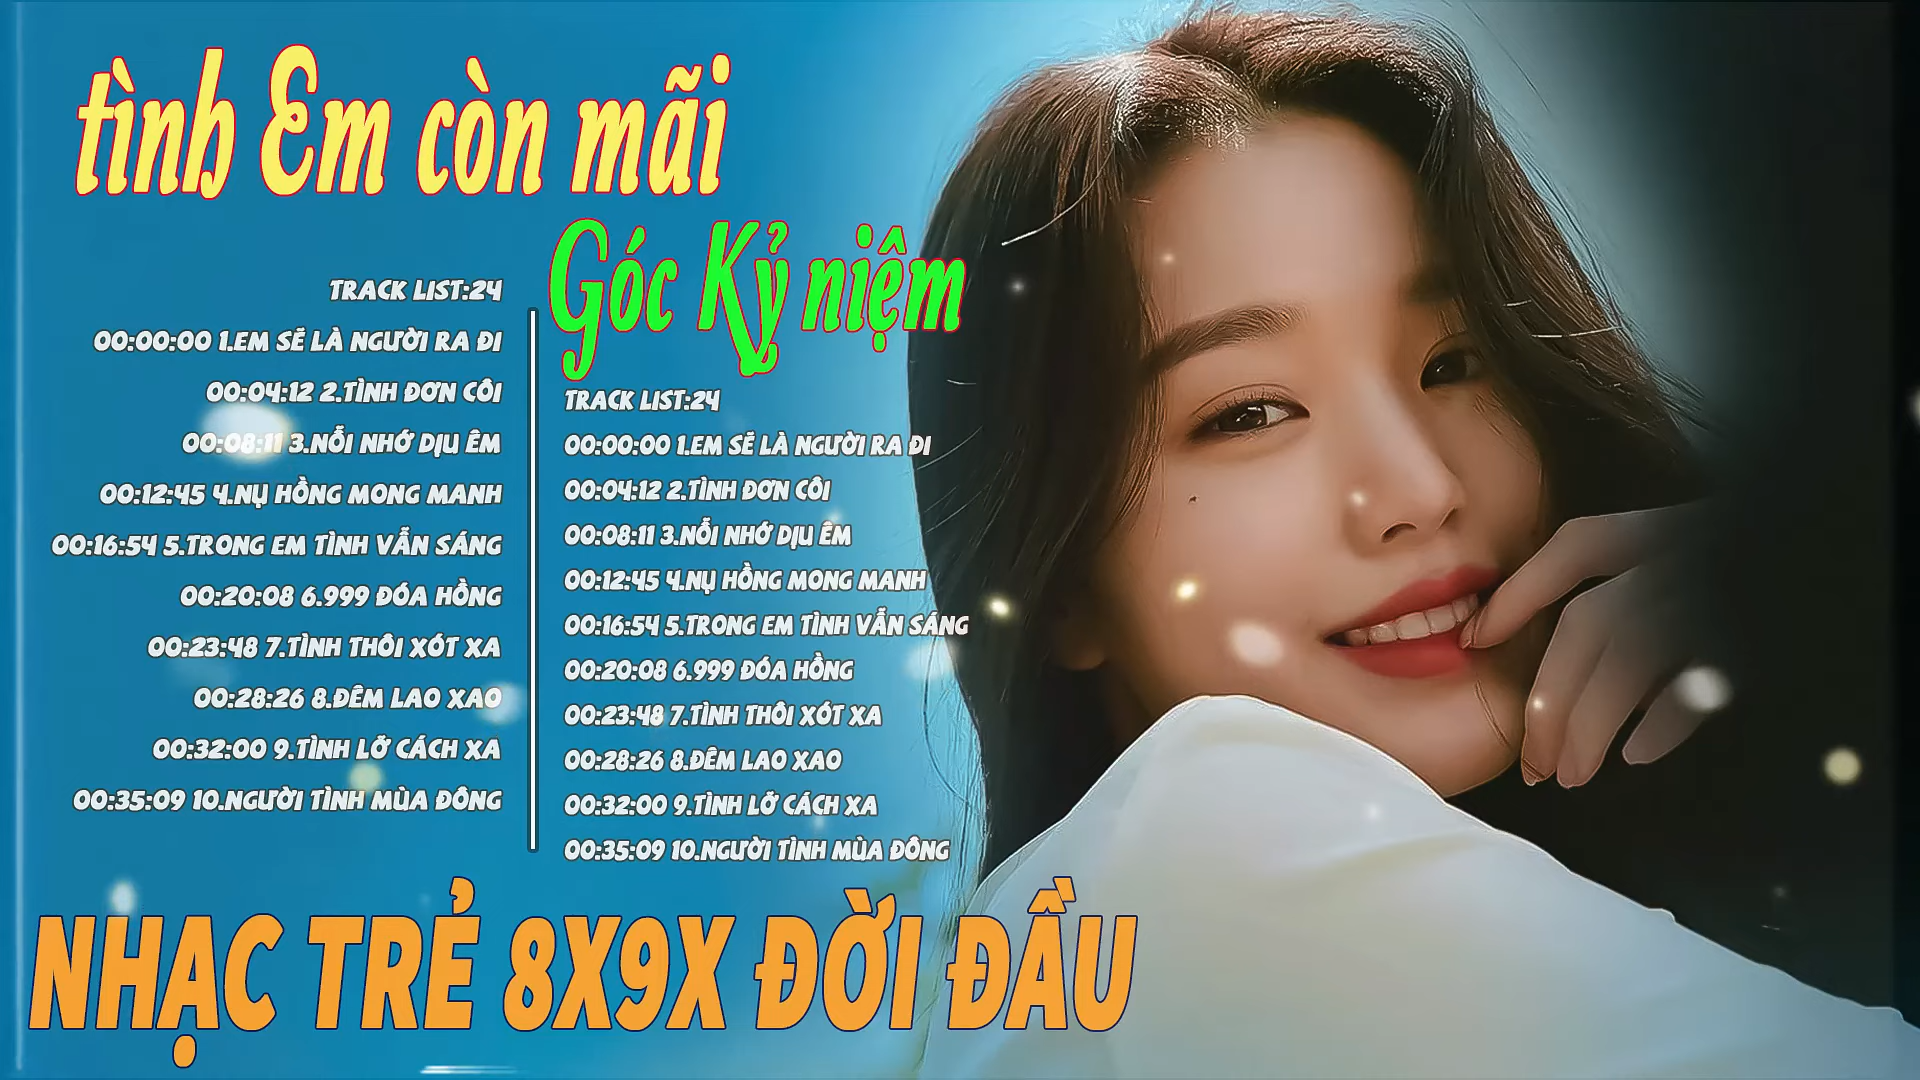 tình Em còn mãi
Góc Kỷ niệm
TRACK LIST:24
00:00:00 1.EM SẼ LÀ NGƯỜI RA ĐI
00:04:12 2.TÌNH ĐƠN CÔI
00:08:11 3.NỖI NHỚ DỊU ÊM
00:12:45 4.NỤ HỒNG MONG MANH
00:16:54 5.TRONG EM TÌNH VẪN SÁNG
00:20:08 6.999 ĐÓA HỒNG
00:23:48 7.TÌNH THÔI XÓT XA
00:28:26 8.ĐÊM LAO XAO
00:32:00 9.TÌNH LỠ CÁCH XA
00:35:09 10.NGƯỜI TÌNH MÙA ĐÔNG
TRACK LIST:24
00:00:00 1.EM SẼ LÀ NGƯỜI RA ĐI
00:04:12 2.TÌNH ĐƠN CÔI
00:08:11 3.NỖI NHỚ DỊU ÊM
00:12:45 4.NỤ HỒNG MONG MANH
00:16:54 5.TRONG EM TÌNH VẪN SÁNG
00:20:08 6.999 ĐÓA HỒNG
00:23:48 7.TÌNH THÔI XÓT XA
00:28:26 8.ĐÊM LAO XAO
00:32:00 9.TÌNH LỠ CÁCH XA
00:35:09 10.NGƯỜI TÌNH MÙA ĐÔNG
NHẠC TRẺ 8X9X ĐỜI ĐẦU